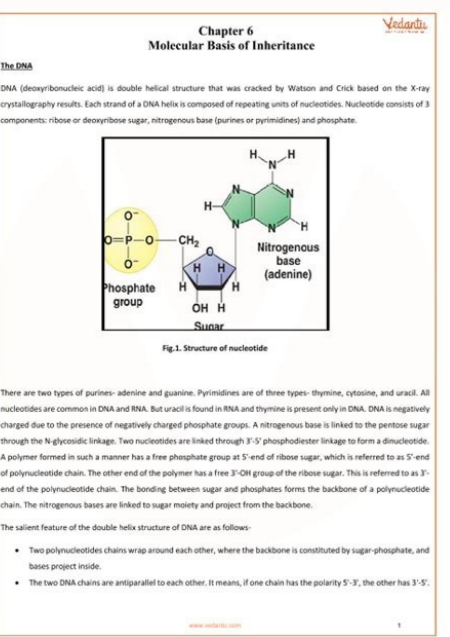 Vedantu
Chapter 6
Molecular Basis of Inheritance
The DNA
DNA (deoxyribonucleic acid) is double helical structure that was cracked by Watson and Crick based on the X-ray
crystallography results. Each strand of a DNA helix is composed of repeating units of nucleotides. Nucleotide consists of 3
components: ribose or deoxyribose sugar, nitrogenous base (purines or pyrimidines) and phosphate.
H H
N
N N
H
N N H
O-
O=P-O-CH₂
O-
O
H H
H H
OH H
Phosphate
group
Nitrogenous
base
(adenine)
Sugar
Fig.1. Structure of nucleotide
There are two types of purines- adenine and guanine. Pyrimidines are of three types- thymine, cytosine, and uracil. All
nucleotides are common in DNA and RNA. But uracil is found in RNA and thymine is present only in DNA. DNA is negatively
charged due to the presence of negatively charged phosphate groups. A nitrogenous base is linked to the pentose sugar
through the N-glycosidic linkage. Two nucleotides are linked through 3'-5' phosphodiester linkage to form a dinucleotide.
A polymer formed in such a manner has a free phosphate group at 5'-end of ribose sugar, which is referred to as 5'-end
of polynucleotide chain. The other end of the polymer has a free 3'-OH group of the ribose sugar. This is referred to as 3'-
end of the polynucleotide chain. The bonding between sugar and phosphates forms the backbone of a polynucleotide
chain. The nitrogenous bases are linked to sugar moiety and project from the backbone.
The salient feature of the double helix structure of DNA are as follows-
• Two polynucleotides chains wrap around each other, where the backbone is constituted by sugar-phosphate, and
bases project inside.
• The two DNA chains are antiparallel to each other. It means, if one chain has the polarity 5'-3', the other has 3'-5'.
www.vedantu.com 1